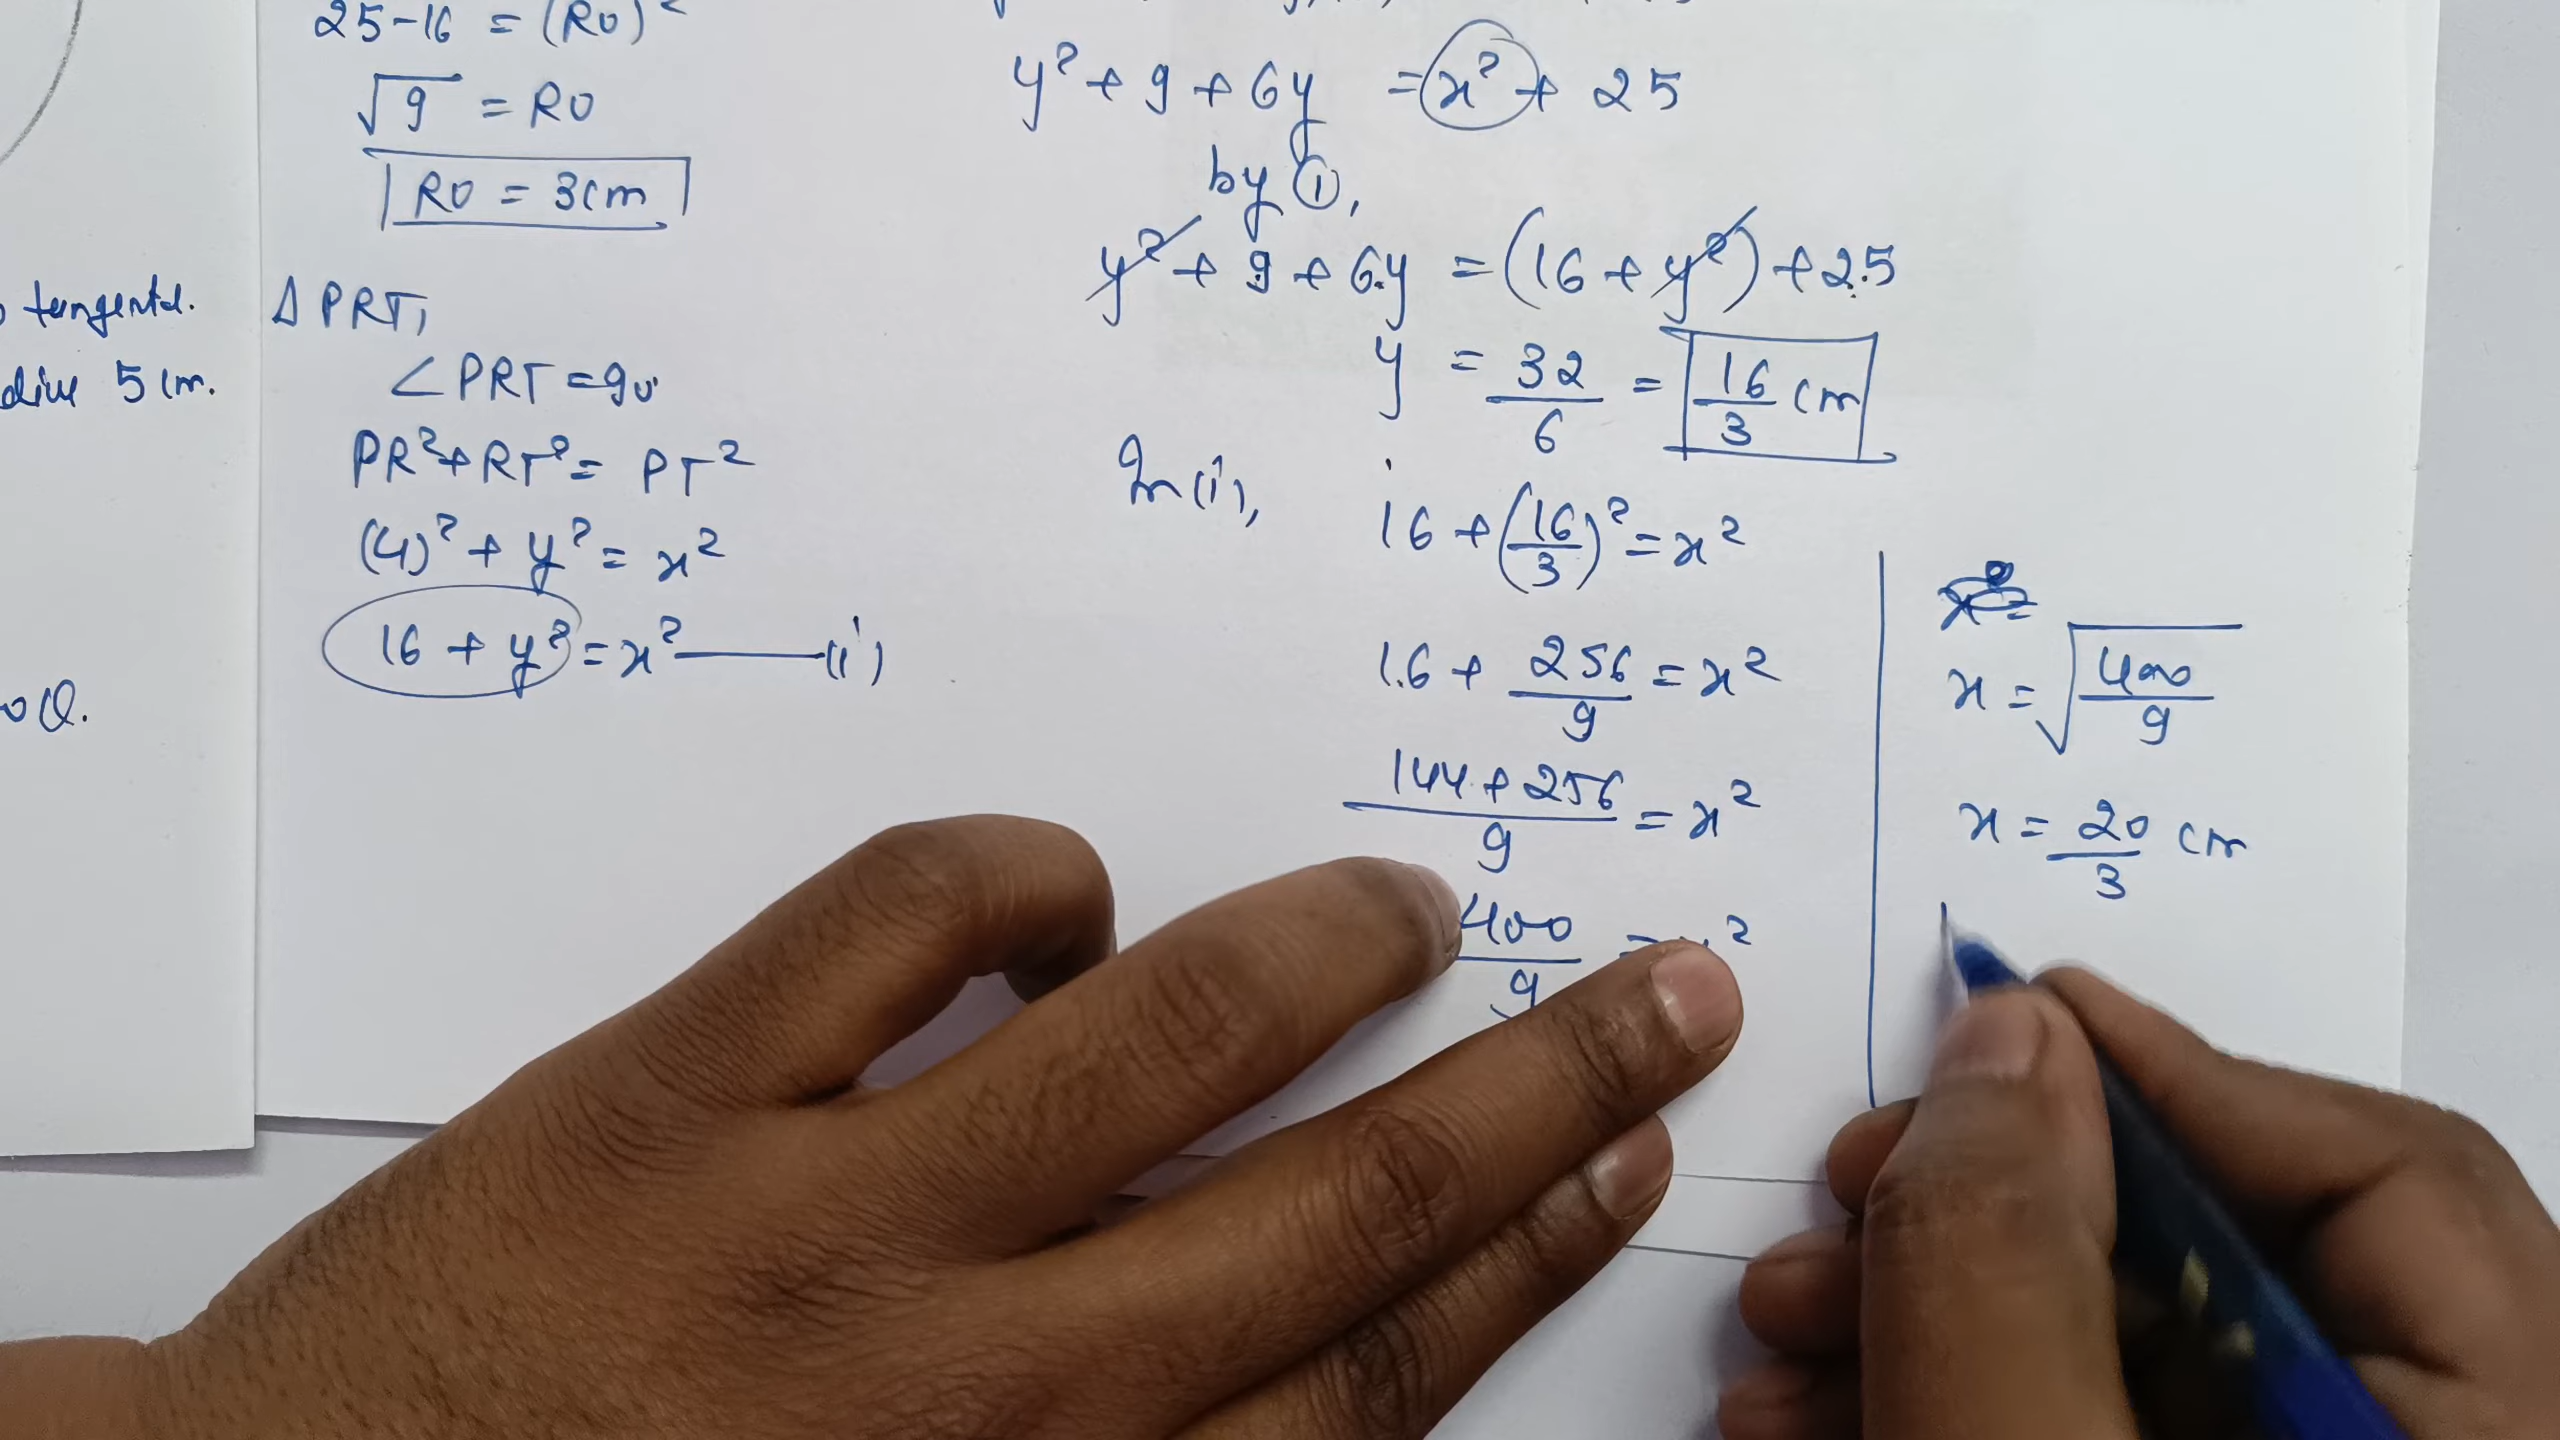 tangents.
5 cm.
OQ.
25-16 = (RO)²
√9 = RO
RO = 3cm
Δ PRT,
∠PRT = 90°
PR²+RT² = PT²
(4)² + y² = x²
16 + y² = x² —— (i)
y² + 9 + 6y = x² + 25
by ①,
y² + 9 + 6y = (16 + y²) + 25
y = 32/6 = 16/3 cm
In (i),
16 + (16/3)² = x²
16 + 256/9 = x²
144 + 256/9 = x²
400/9 = x²
x = √400/9
x = 20/3 cm